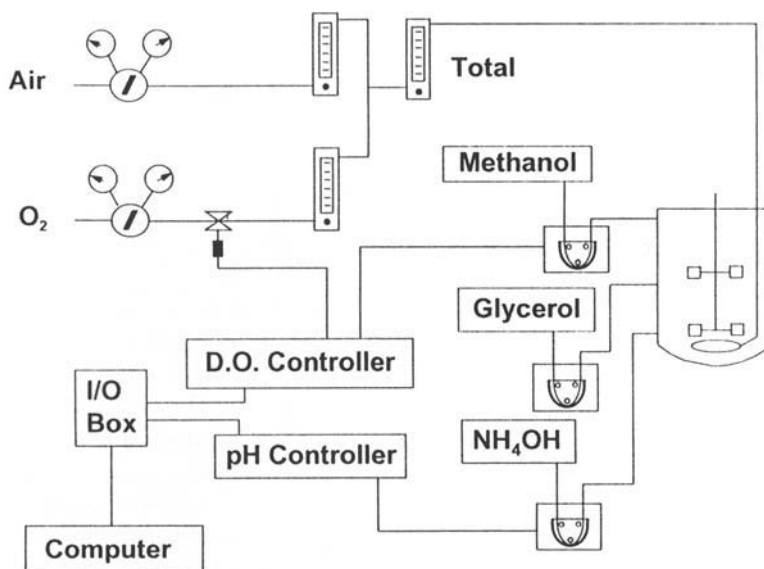 Air
Total
O₂
Methanol
Glycerol
D.O. Controller
I/O
Box
pH Controller
NH₄OH
Computer